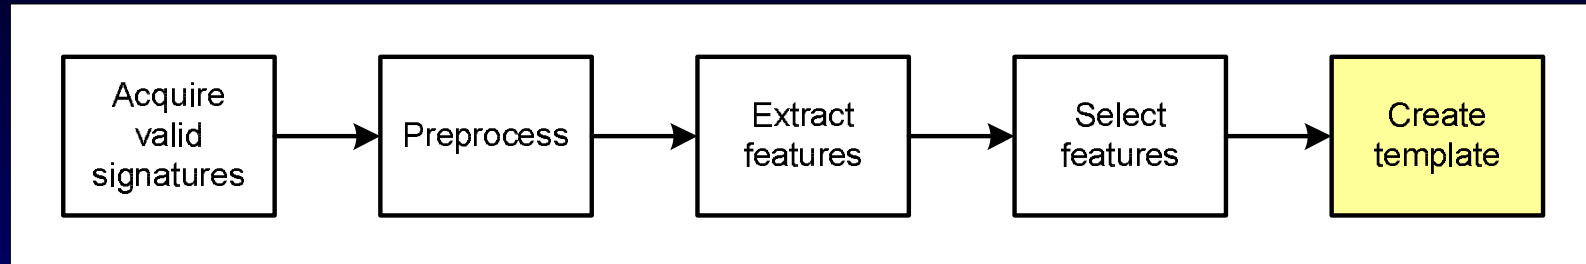 Acquire
valid
signatures
Preprocess
Extract
features
Select
features
Create
template